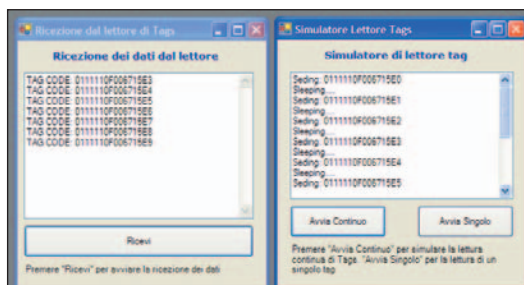 Ricezione dal lettore di Tags
Ricezione dei dati dal lettore
TAG CODE: 0111110F006715E3
TAG CODE: 0111110F006715E4
TAG CODE: 0111110F006715E5
TAG CODE: 0111110F006715E6
TAG CODE: 0111110F006715E7
TAG CODE: 0111110F006715E8
TAG CODE: 0111110F006715E9
Ricevi
Premere "Ricevi" per avviare la ricezione dei dati
Simulatore Lettore Tags
Simulatore di lettore tag
Seding: 0111110F006715E0
Sleeping....
Seding: 0111110F006715E1
Sleeping....
Seding: 0111110F006715E2
Sleeping....
Seding: 0111110F006715E3
Sleeping....
Seding: 0111110F006715E4
Sleeping....
Seding: 0111110F006715E5
Avvia Continuo
Avvia Singolo
Premere "Avvia Continuo" per simulare la lettura
continua di Tags. "Avvia Singolo" per la lettura di un
singolo tag